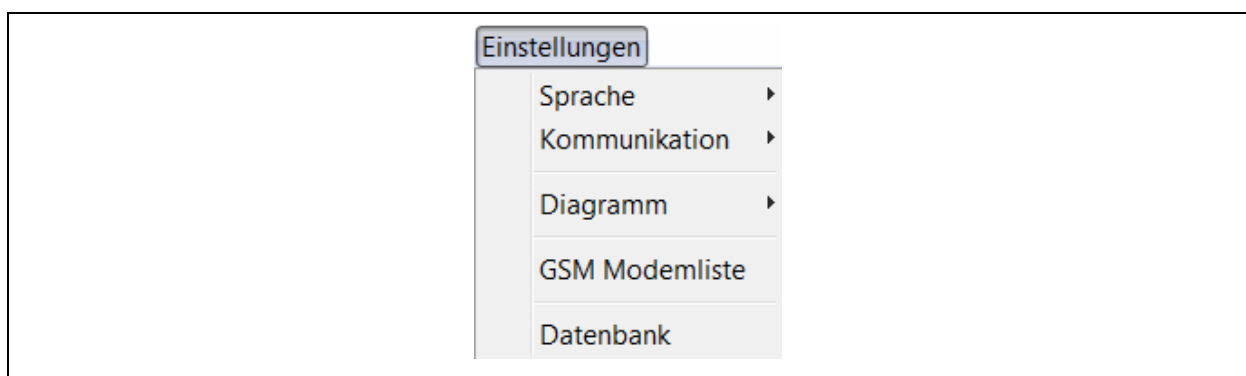 Einstellungen
Sprache
Kommunikation
Diagramm
GSM Modemliste
Datenbank